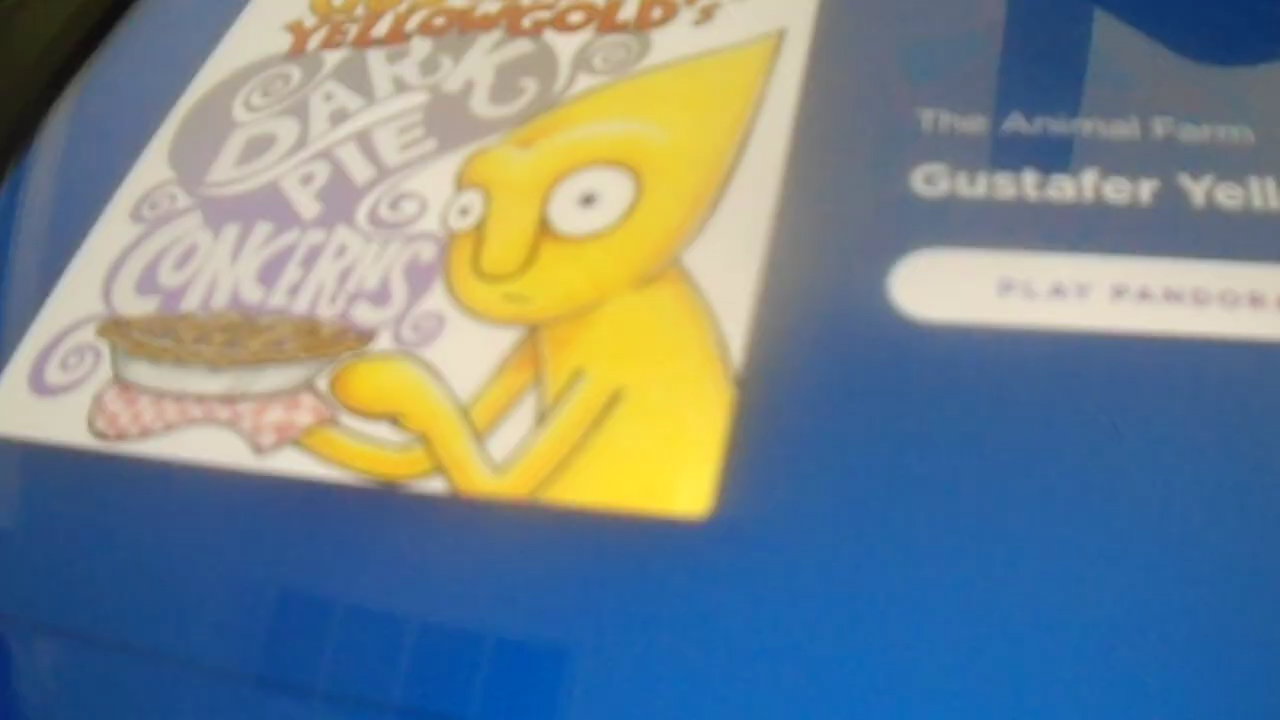 YELLOWGOLD'S
DARK
PIE
CONCERNS
The Animal Farm
Gustafer Yell
PLAY PANDOR